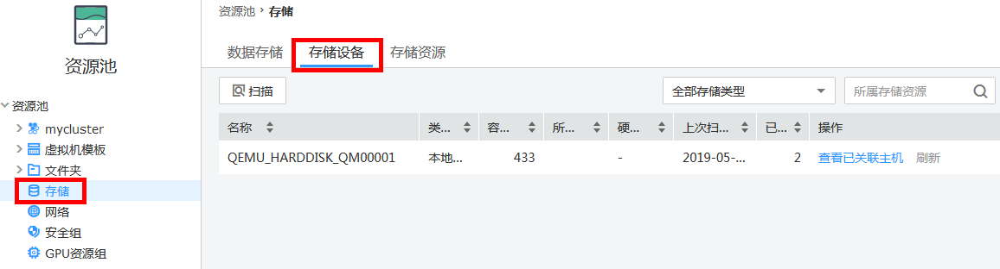 资源池
资源池
mycluster
虚拟机模板
文件夹
存储
网络
安全组
GPU资源组
资源池 › 存储
数据存储 存储设备 存储资源
扫描 全部存储类型 所属存储资源
名称 类... 容... 所... 硬... 上次扫... 已... 操作
QEMU_HARDDISK_QM00001 本地... 433 - 2019-05-... 2 查看已关联主机 刷新